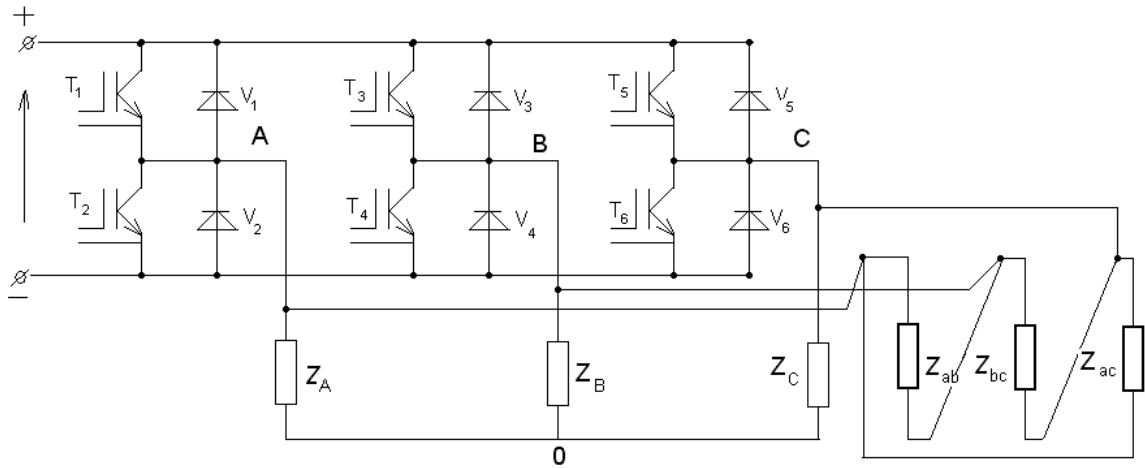 +
T1 V1 T3 V3 T5 V5
A B C
T2 V2 T4 V4 T6 V6
−
ZA ZB ZC Zab Zbc Zac
0